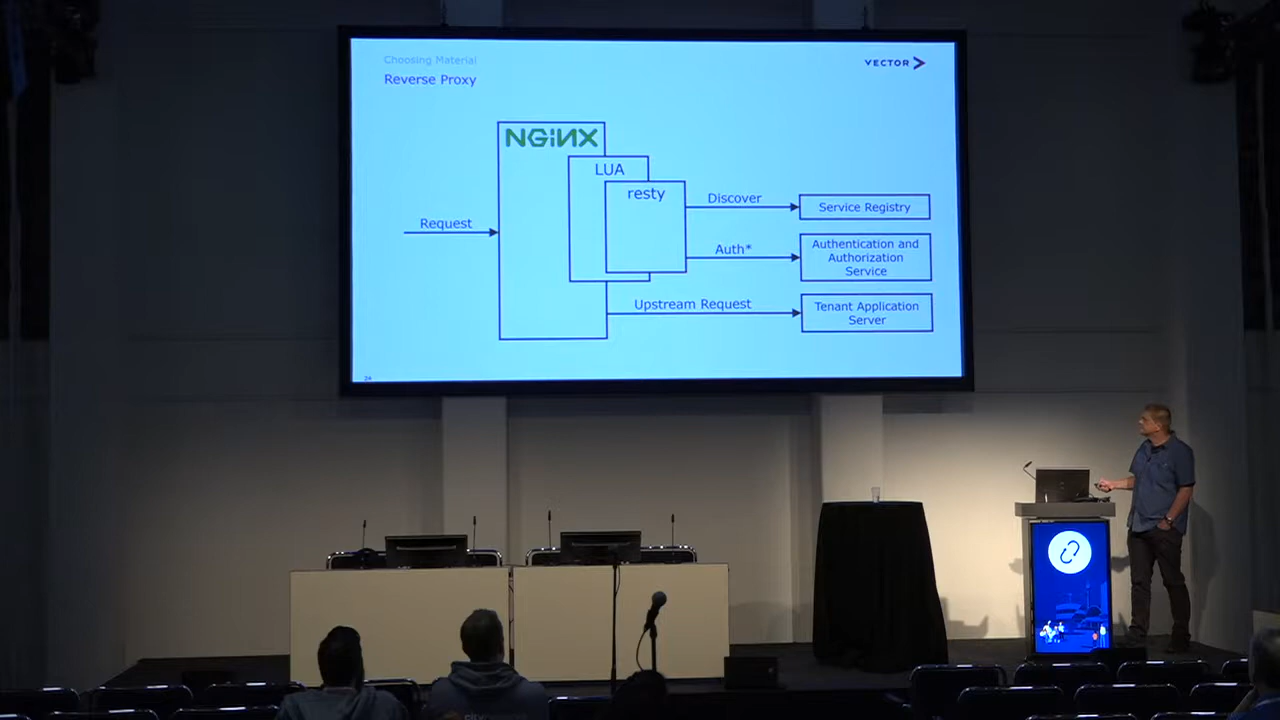 Choosing Material
Reverse Proxy
VECTOR
NGINX
LUA
resty
Request
Discover
Auth*
Upstream Request
Service Registry
Authentication and
Authorization
Service
Tenant Application
Server